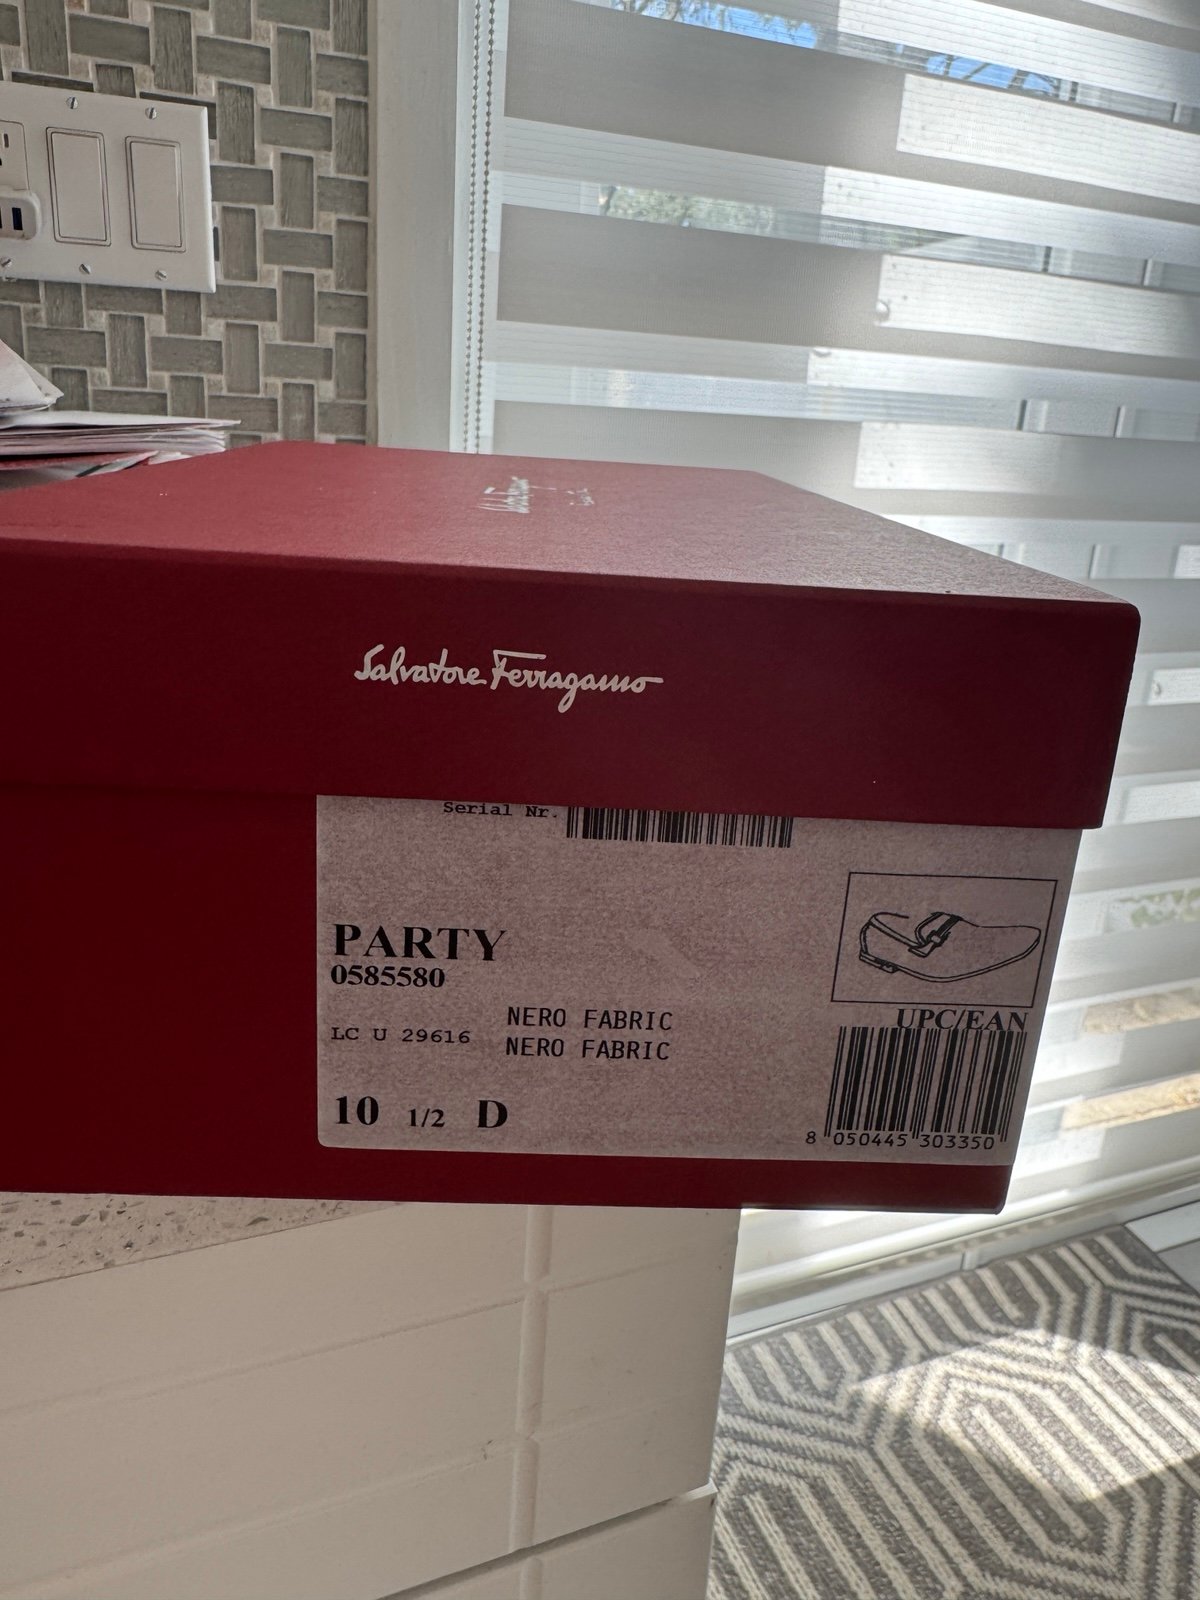 Salvatore Ferragamo
Serial Nr.
PARTY
0585580
NERO FABRIC
LC U 29616
NERO FABRIC
10 1/2 D
UPC/EAN
8 050445 303350